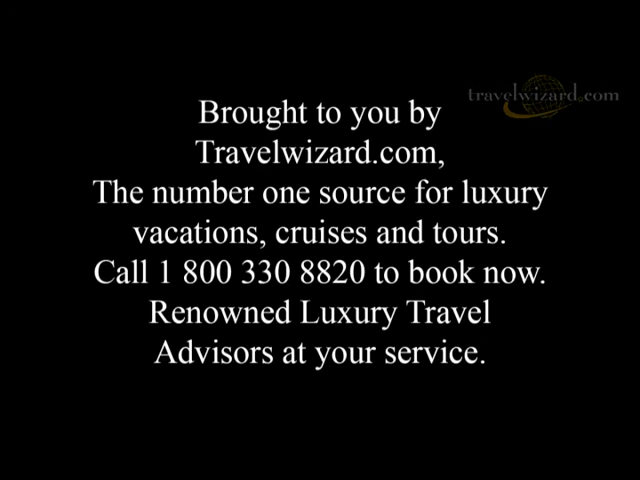 travelwizard.com
Brought to you by
Travelwizard.com,
The number one source for luxury
vacations, cruises and tours.
Call 1 800 330 8820 to book now.
Renowned Luxury Travel
Advisors at your service.